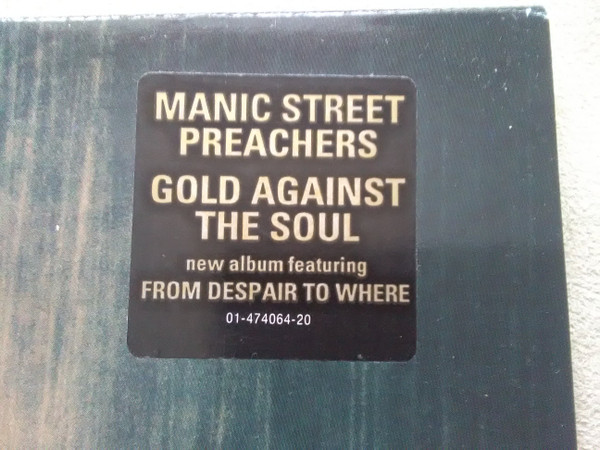 MANIC STREET
PREACHERS
GOLD AGAINST
THE SOUL
new album featuring
FROM DESPAIR TO WHERE
01-474064-20